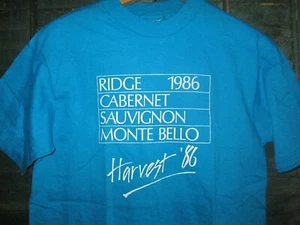 RIDGE 1986
CABERNET
SAUVIGNON
MONTE BELLO
Harvest '86